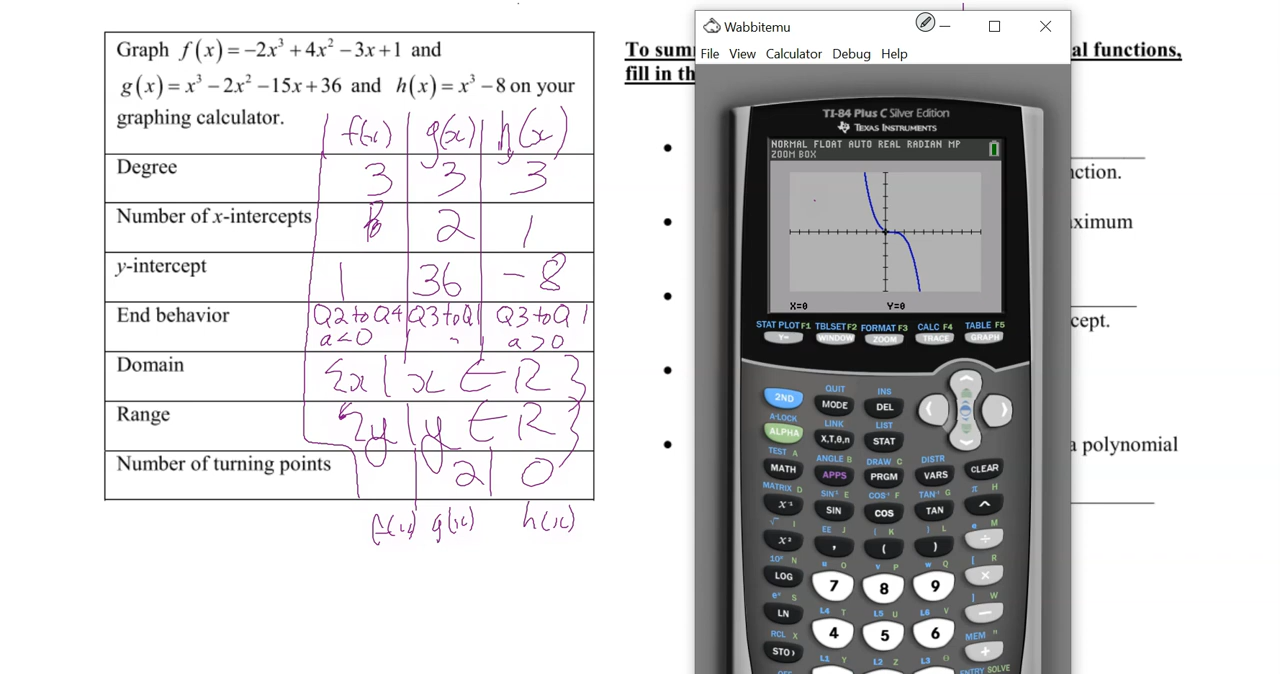 Graph f(x) = −2x³ + 4x² − 3x + 1 and
g(x) = x³ − 2x² − 15x + 36 and h(x) = x³ − 8 on your
graphing calculator.
f(x) g(x) h(x)
Degree 3 3 3
Number of x-intercepts 2 1
y-intercept 1 36 −8
End behavior Q2 to Q4 Q3 to Q1 Q3 to Q1
a<0 a>0
Domain {x | x ∈ R}
Range {y | y ∈ R}
Number of turning points 2 0
f(x) g(x) h(x)
To sum al functions,
fill in th
nction.
aximum
cept.
a polynomial
Wabbitemu
File View Calculator Debug Help
TI-84 Plus C Silver Edition
TEXAS INSTRUMENTS
NORMAL FLOAT AUTO REAL RADIAN MP
ZOOM BOX
X=0 Y=0
STAT PLOT F1 TBLSET F2 FORMAT F3 CALC F4 TABLE F5
Y= WINDOW ZOOM TRACE GRAPH
QUIT INS
2ND MODE DEL
A-LOCK LINK LIST
ALPHA X,T,θ,n STAT
TEST A ANGLE B DRAW C DISTR
MATH APPS PRGM VARS CLEAR
MATRIX D SIN⁻¹ E COS⁻¹ F TAN⁻¹ G π H
X⁻¹ SIN COS TAN ^
√ I EE J { K } L e M
X² , ( ) ÷
10ˣ N u O v P w Q [ R
LOG 7 8 9 ×
eˣ S L4 T L5 U L6 V ] W
LN 4 5 6 −
RCL X L1 Y L2 Z L3 θ MEM "
STO› +
ENTRY SOLVE